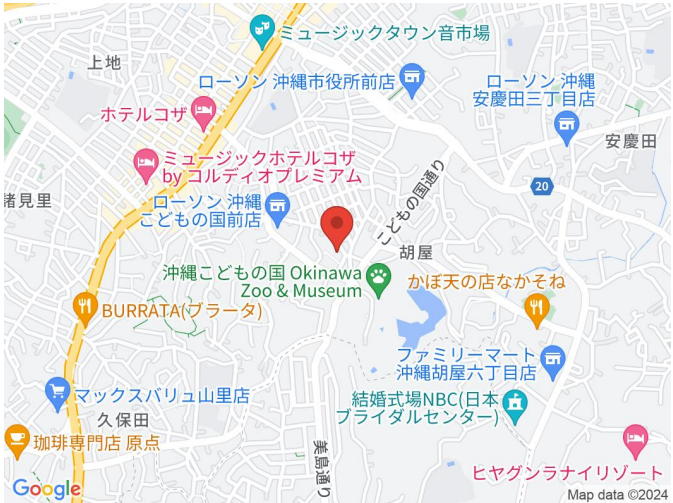 ミュージックタウン音市場
上地
ローソン 沖縄市役所前店
ローソン 沖縄
安慶田三丁目店
ホテルコザ
安慶田
ミュージックホテルコザ
by コルディオプレミアム
諸見里
20
ローソン 沖縄
こどもの国前店
こどもの国通り
胡屋
沖縄こどもの国 Okinawa
Zoo & Museum
かぼ天の店なかそね
BURRATA(ブラータ)
ファミリーマート
沖縄胡屋六丁目店
マックスバリュ山里店
結婚式場NBC(日本
ブライダルセンター)
久保田
珈琲専門店 原点
美島通り
ヒヤグンラナイリゾート
Google
Map data ©2024